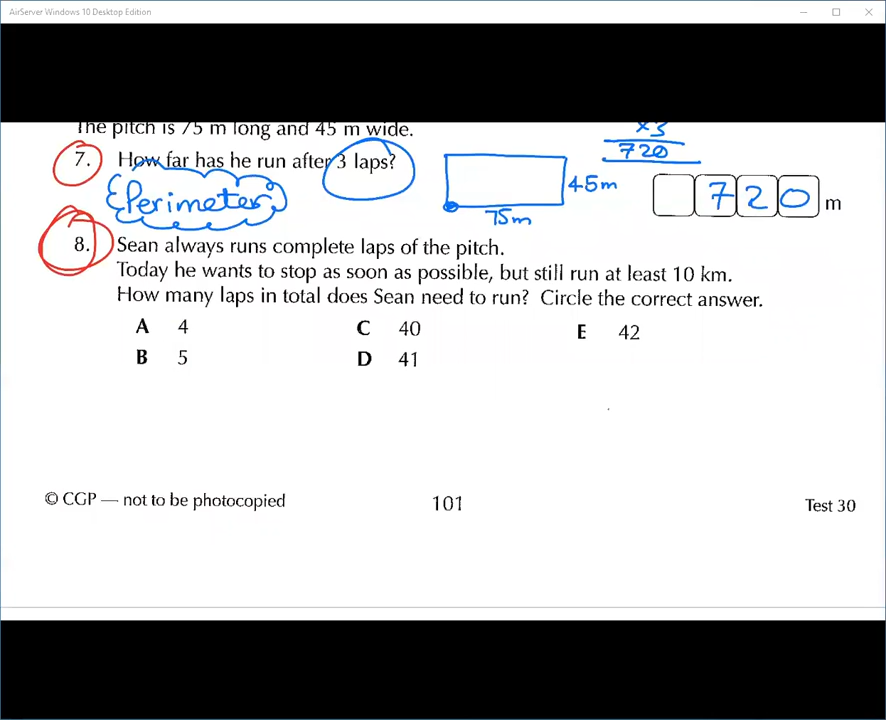 AirServer Windows 10 Desktop Edition
The pitch is 75 m long and 45 m wide.
x3
720
7. How far has he run after 3 laps?
Perimeter
45m
75m
720 m
8. Sean always runs complete laps of the pitch.
Today he wants to stop as soon as possible, but still run at least 10 km.
How many laps in total does Sean need to run? Circle the correct answer.
A 4 C 40 E 42
B 5 D 41
© CGP — not to be photocopied 101 Test 30